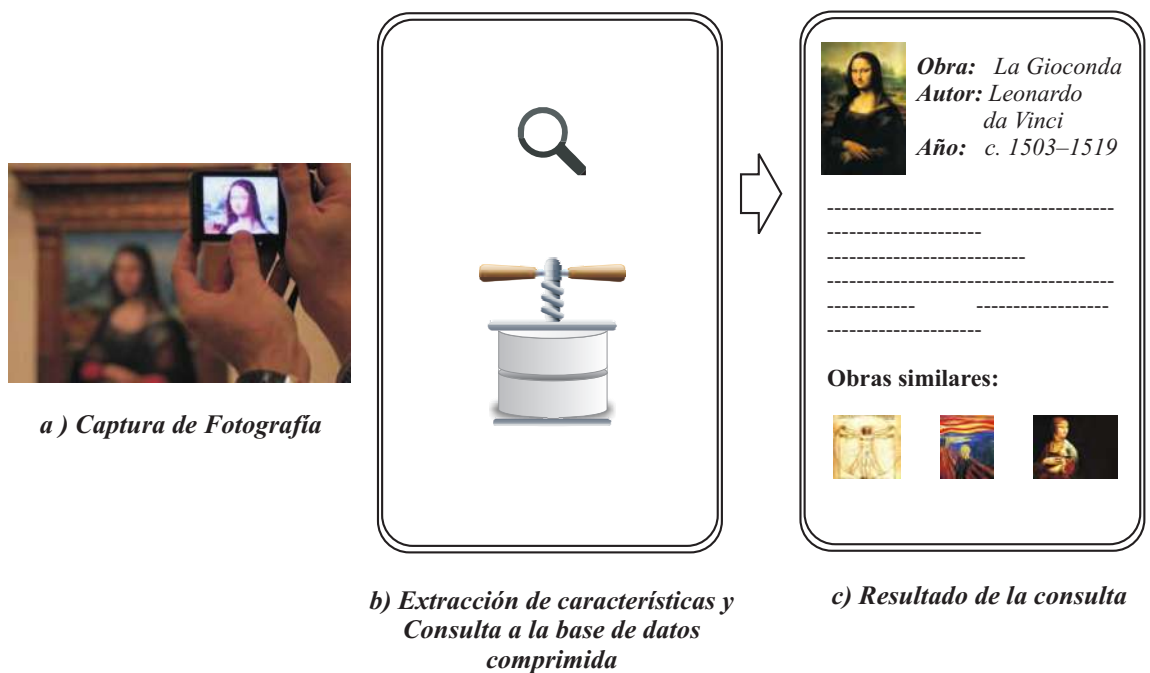 a ) Captura de Fotografía
b) Extracción de características y
Consulta a la base de datos
comprimida
Obra: La Gioconda
Autor: Leonardo
da Vinci
Año: c. 1503–1519
Obras similares:
c) Resultado de la consulta